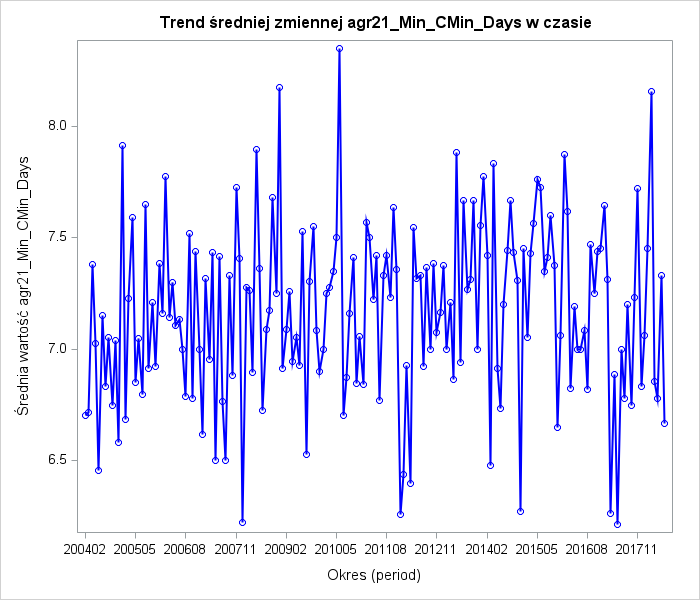 Trend średniej zmiennej agr21_Min_CMin_Days w czasie
Średnia wartość agr21_Min_CMin_Days
8.0
7.5
7.0
6.5
200402 200505 200608 200711 200902 201005 201108 201211 201402 201505 201608 201711
Okres (period)